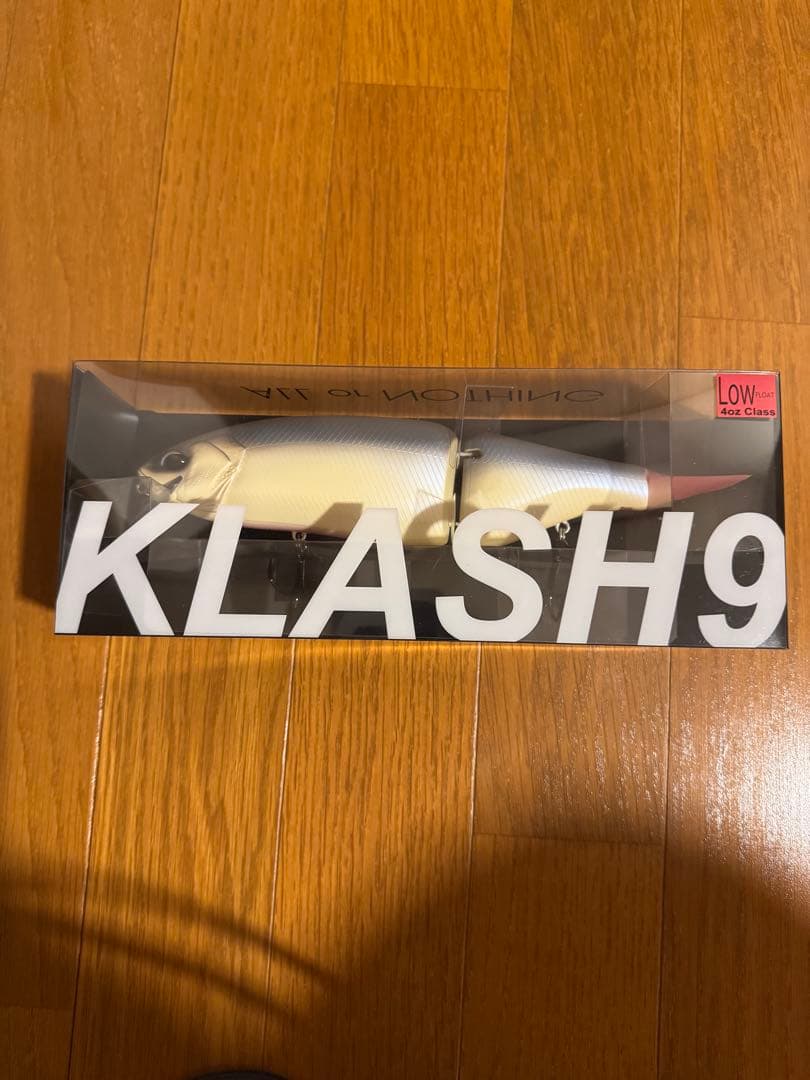 ALL or NOTHING
LOW FLOAT
4oz Class
KLASH9